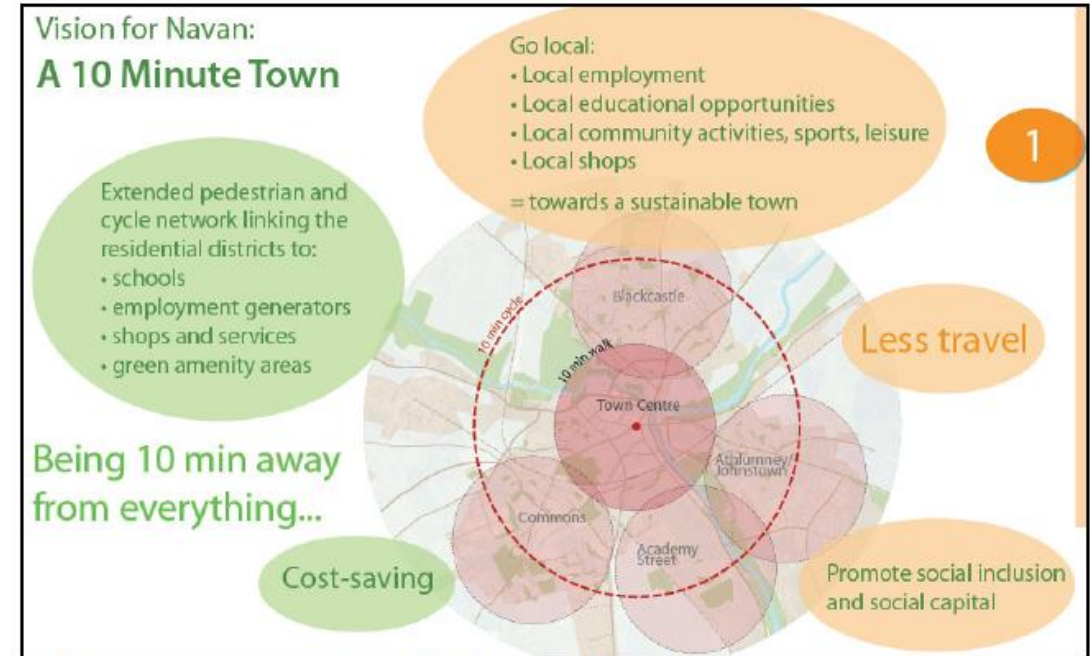 Vision for Navan:
A 10 Minute Town
Go local:
• Local employment
• Local educational opportunities
• Local community activities, sports, leisure
• Local shops
= towards a sustainable town
1
Extended pedestrian and
cycle network linking the
residential districts to:
• schools
• employment generators
• shops and services
• green amenity areas
Blackcastle
10 min cycle
10 min walk
Less travel
Town Centre
Being 10 min away
from everything...
Athlumney/
Johnstown
Commons
Academy
Street
Cost-saving
Promote social inclusion
and social capital